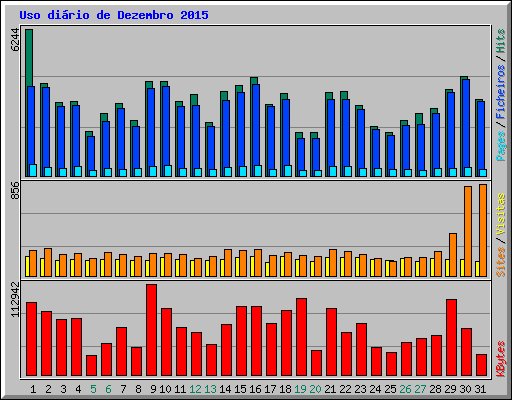 Uso diário de Dezembro 2015
6244
Pages / Ficheiros / Hits
856
Sites / Visitas
112942
KBytes
1 2 3 4 5 6 7 8 9 10 11 12 13 14 15 16 17 18 19 20 21 22 23 24 25 26 27 28 29 30 31